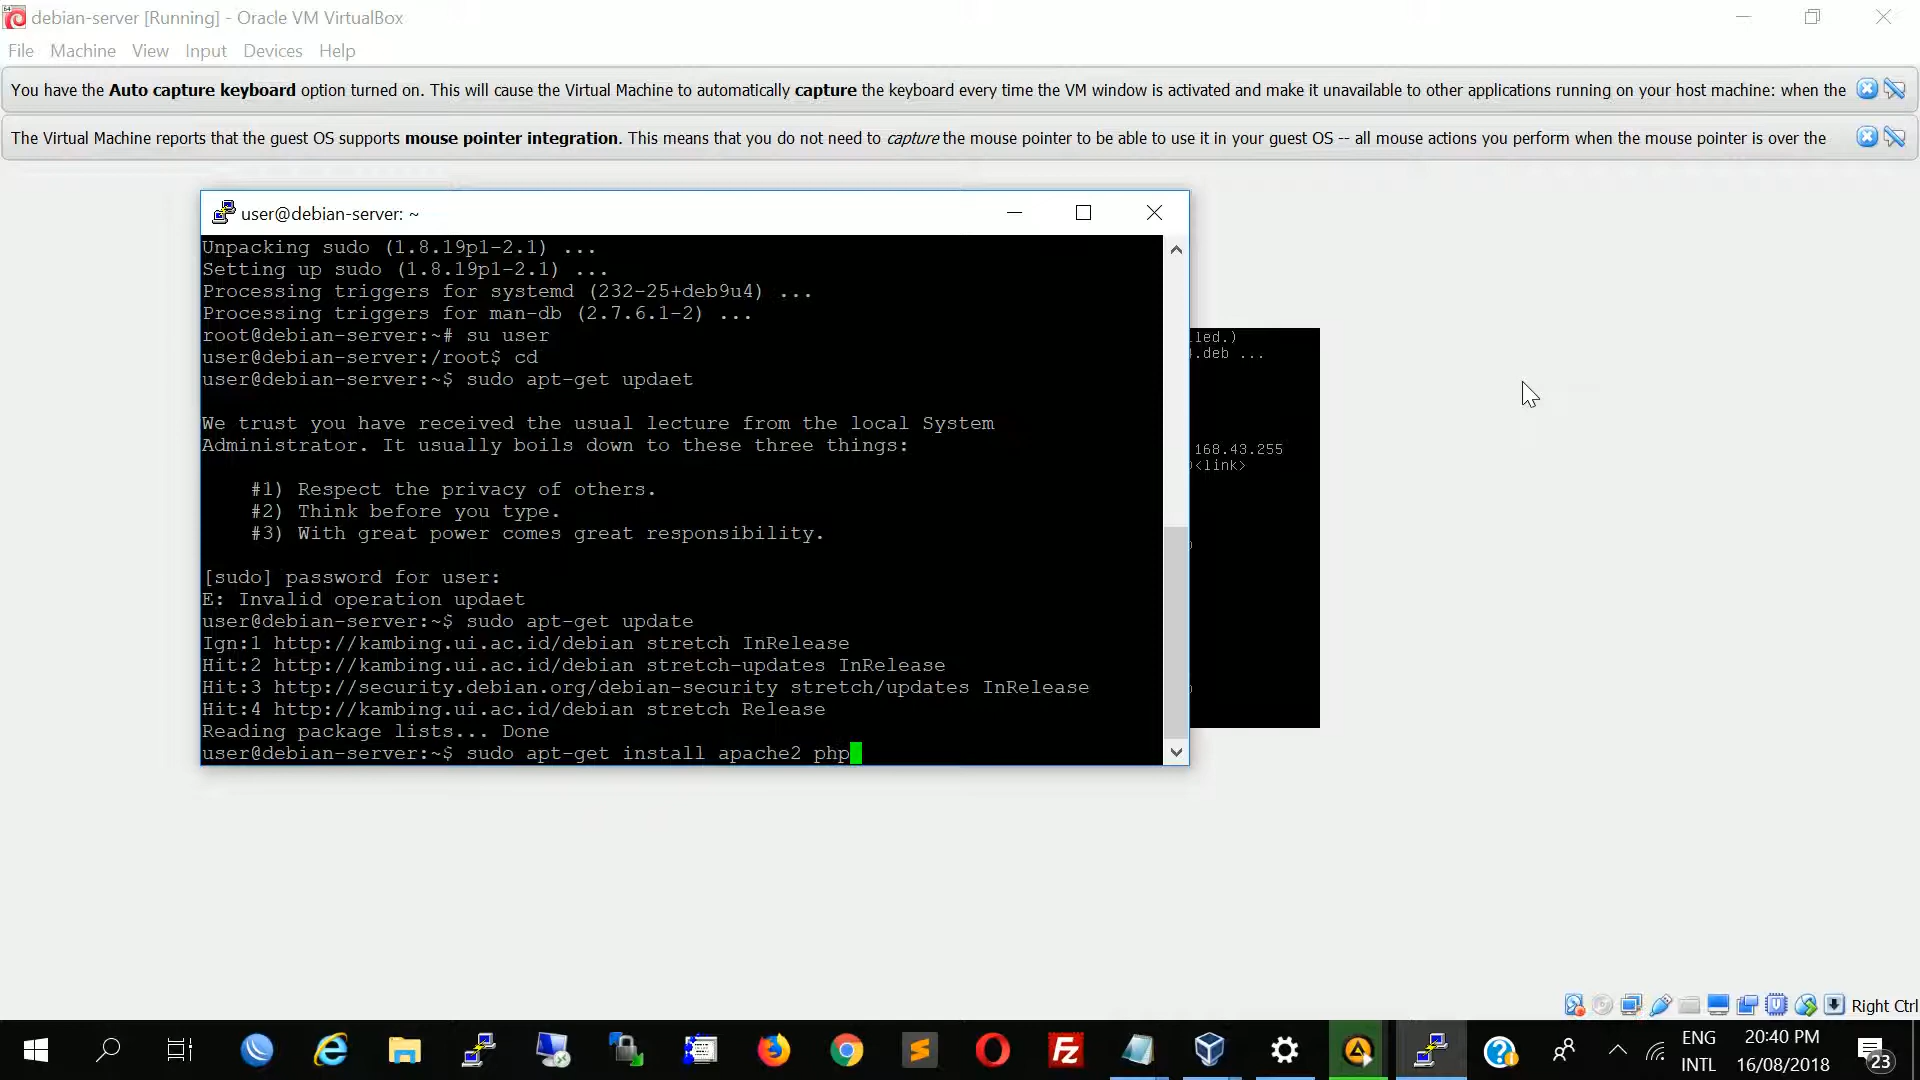 debian-server [Running] - Oracle VM VirtualBox
File Machine View Input Devices Help
You have the Auto capture keyboard option turned on. This will cause the Virtual Machine to automatically capture the keyboard every time the VM window is activated and make it unavailable to other applications running on your host machine: when the
The Virtual Machine reports that the guest OS supports mouse pointer integration. This means that you do not need to capture the mouse pointer to be able to use it in your guest OS -- all mouse actions you perform when the mouse pointer is over the
user@debian-server: ~
Unpacking sudo (1.8.19p1-2.1) ...
Setting up sudo (1.8.19p1-2.1) ...
Processing triggers for systemd (232-25+deb9u4) ...
Processing triggers for man-db (2.7.6.1-2) ...
root@debian-server:~# su user
user@debian-server:/root$ cd
user@debian-server:~$ sudo apt-get updaet
We trust you have received the usual lecture from the local System
Administrator. It usually boils down to these three things:
#1) Respect the privacy of others.
#2) Think before you type.
#3) With great power comes great responsibility.
[sudo] password for user:
E: Invalid operation updaet
user@debian-server:~$ sudo apt-get update
Ign:1 http://kambing.ui.ac.id/debian stretch InRelease
Hit:2 http://kambing.ui.ac.id/debian stretch-updates InRelease
Hit:3 http://security.debian.org/debian-security stretch/updates InRelease
Hit:4 http://kambing.ui.ac.id/debian stretch Release
Reading package lists... Done
user@debian-server:~$ sudo apt-get install apache2 php
led.)
.deb ...
168.43.255
<link>
Right Ctrl
ENG
INTL
20:40 PM
16/08/2018
23